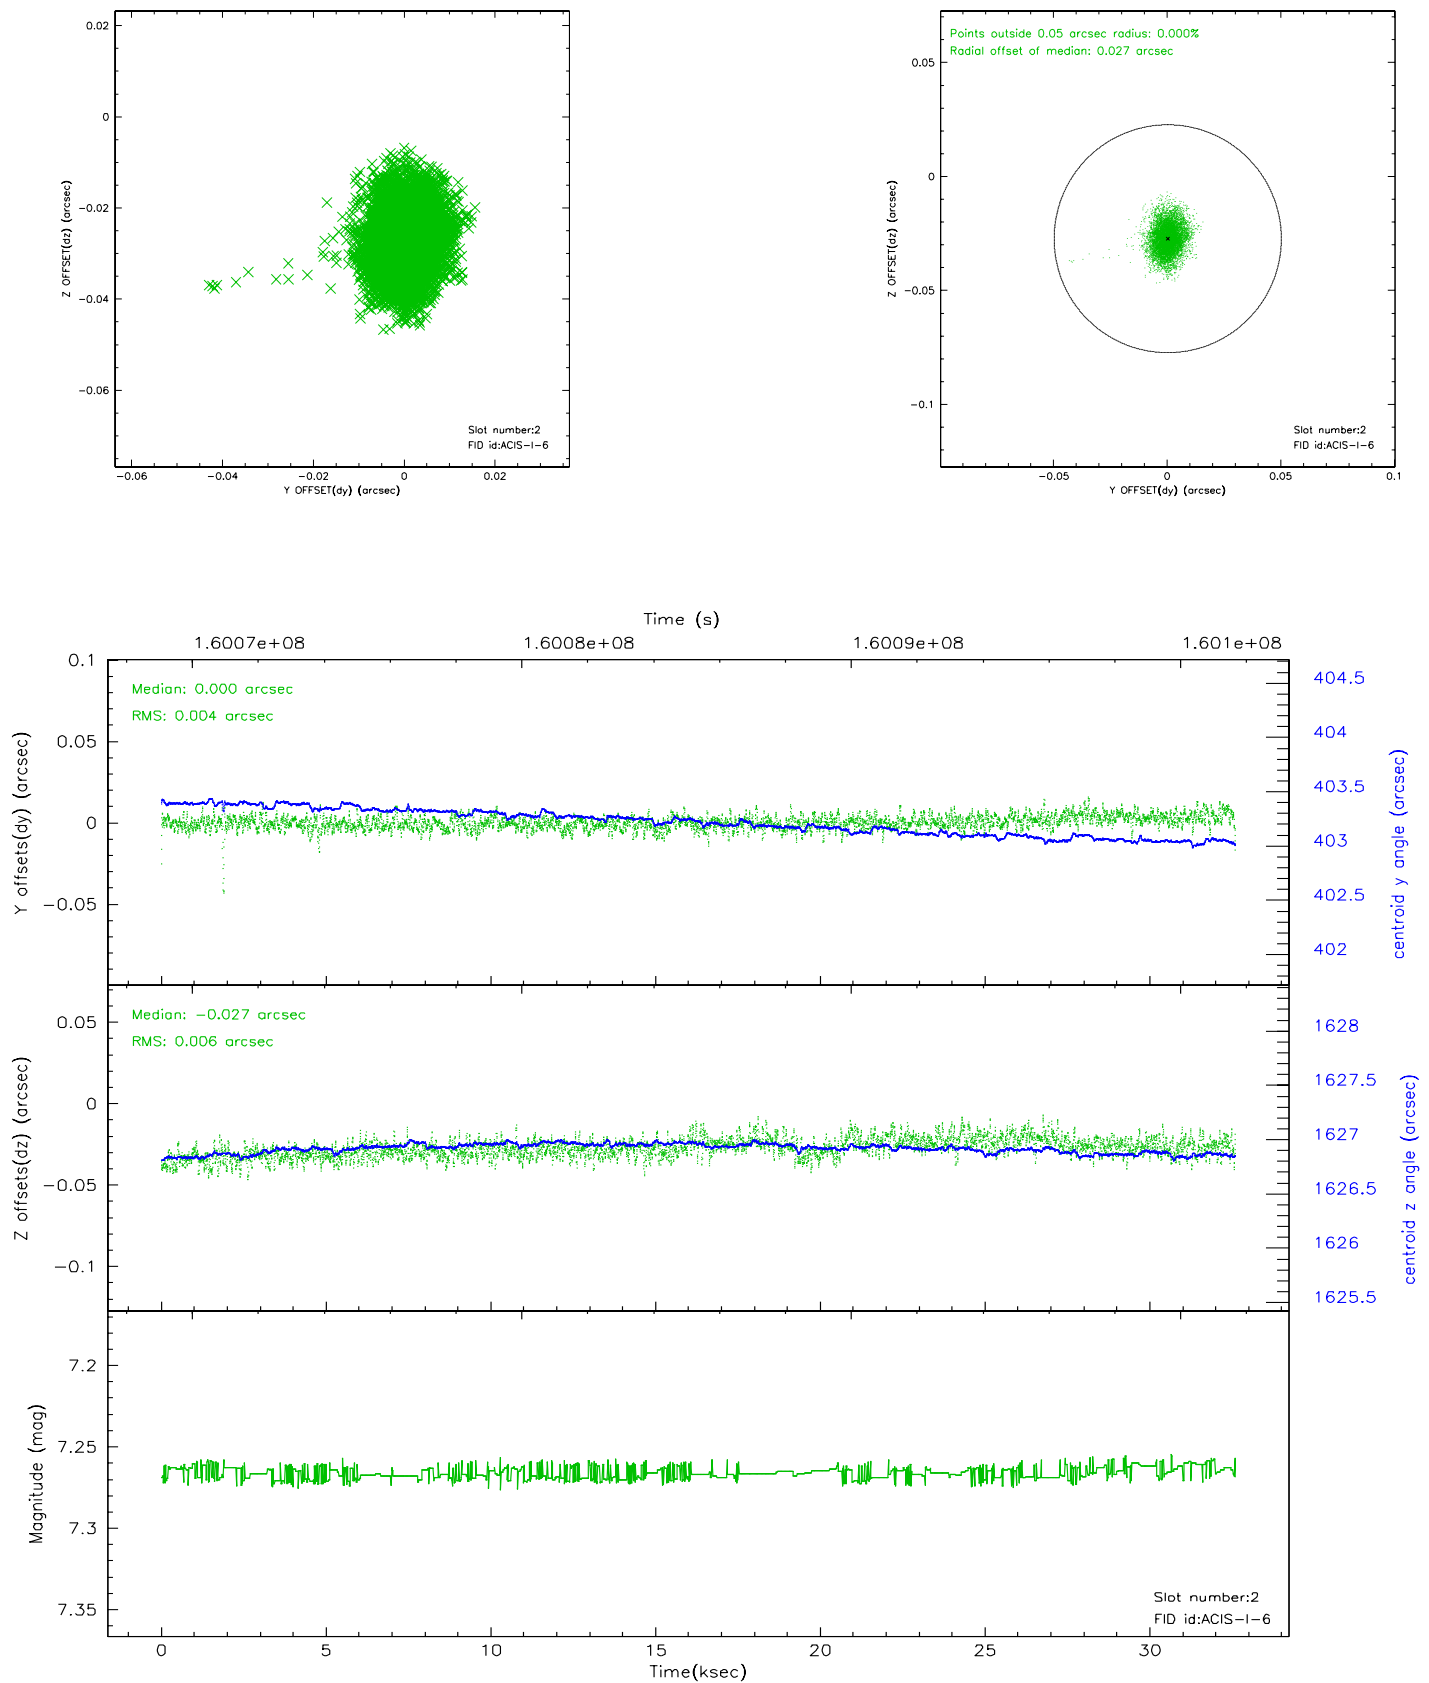 0.02
0
-0.02
-0.04
-0.06
Z OFFSET(dz) (arcsec)
Slot number:2
FID id:ACIS-I-6
-0.06 -0.04 -0.02 0 0.02
Y OFFSET(dy) (arcsec)
Points outside 0.05 arcsec radius: 0.000%
Radial offset of median: 0.027 arcsec
0.05
0
-0.05
-0.1
Z OFFSET(dz) (arcsec)
Slot number:2
FID id:ACIS-I-6
-0.05 0 0.05 0.1
Y OFFSET(dy) (arcsec)
Time (s)
1.6007e+08 1.6008e+08 1.6009e+08 1.601e+08
0.1
0.05
0
-0.05
Y offsets(dy) (arcsec)
Median: 0.000 arcsec
RMS: 0.004 arcsec
404.5
404
403.5
403
402.5
402
centroid y angle (arcsec)
0.05
0
-0.05
-0.1
Z offsets(dz) (arcsec)
Median: -0.027 arcsec
RMS: 0.006 arcsec
1628
1627.5
1627
1626.5
1626
1625.5
centroid z angle (arcsec)
7.2
7.25
7.3
7.35
Magnitude (mag)
Slot number:2
FID id:ACIS-I-6
0 5 10 15 20 25 30
Time(ksec)